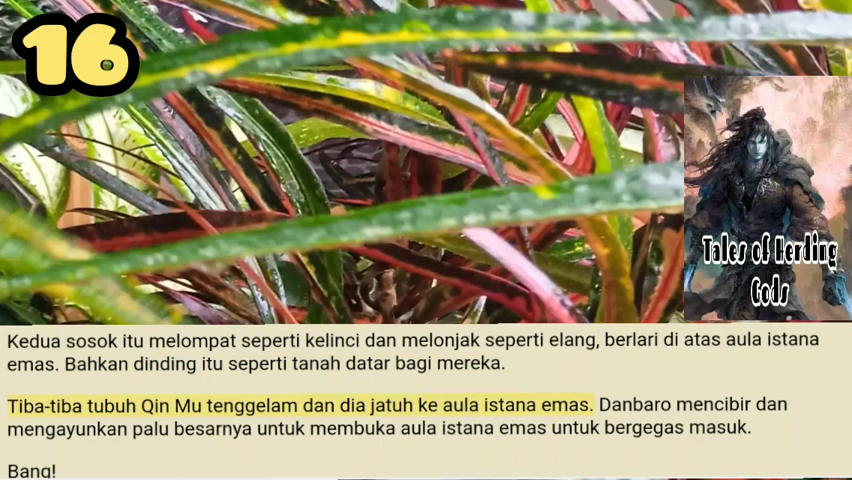 16
Tales of Herding
Gods
Kedua sosok itu melompat seperti kelinci dan melonjak seperti elang, berlari di atas aula istana
emas. Bahkan dinding itu seperti tanah datar bagi mereka.
Tiba-tiba tubuh Qin Mu tenggelam dan dia jatuh ke aula istana emas. Danbaro mencibir dan
mengayunkan palu besarnya untuk membuka aula istana emas untuk bergegas masuk.
Bang!